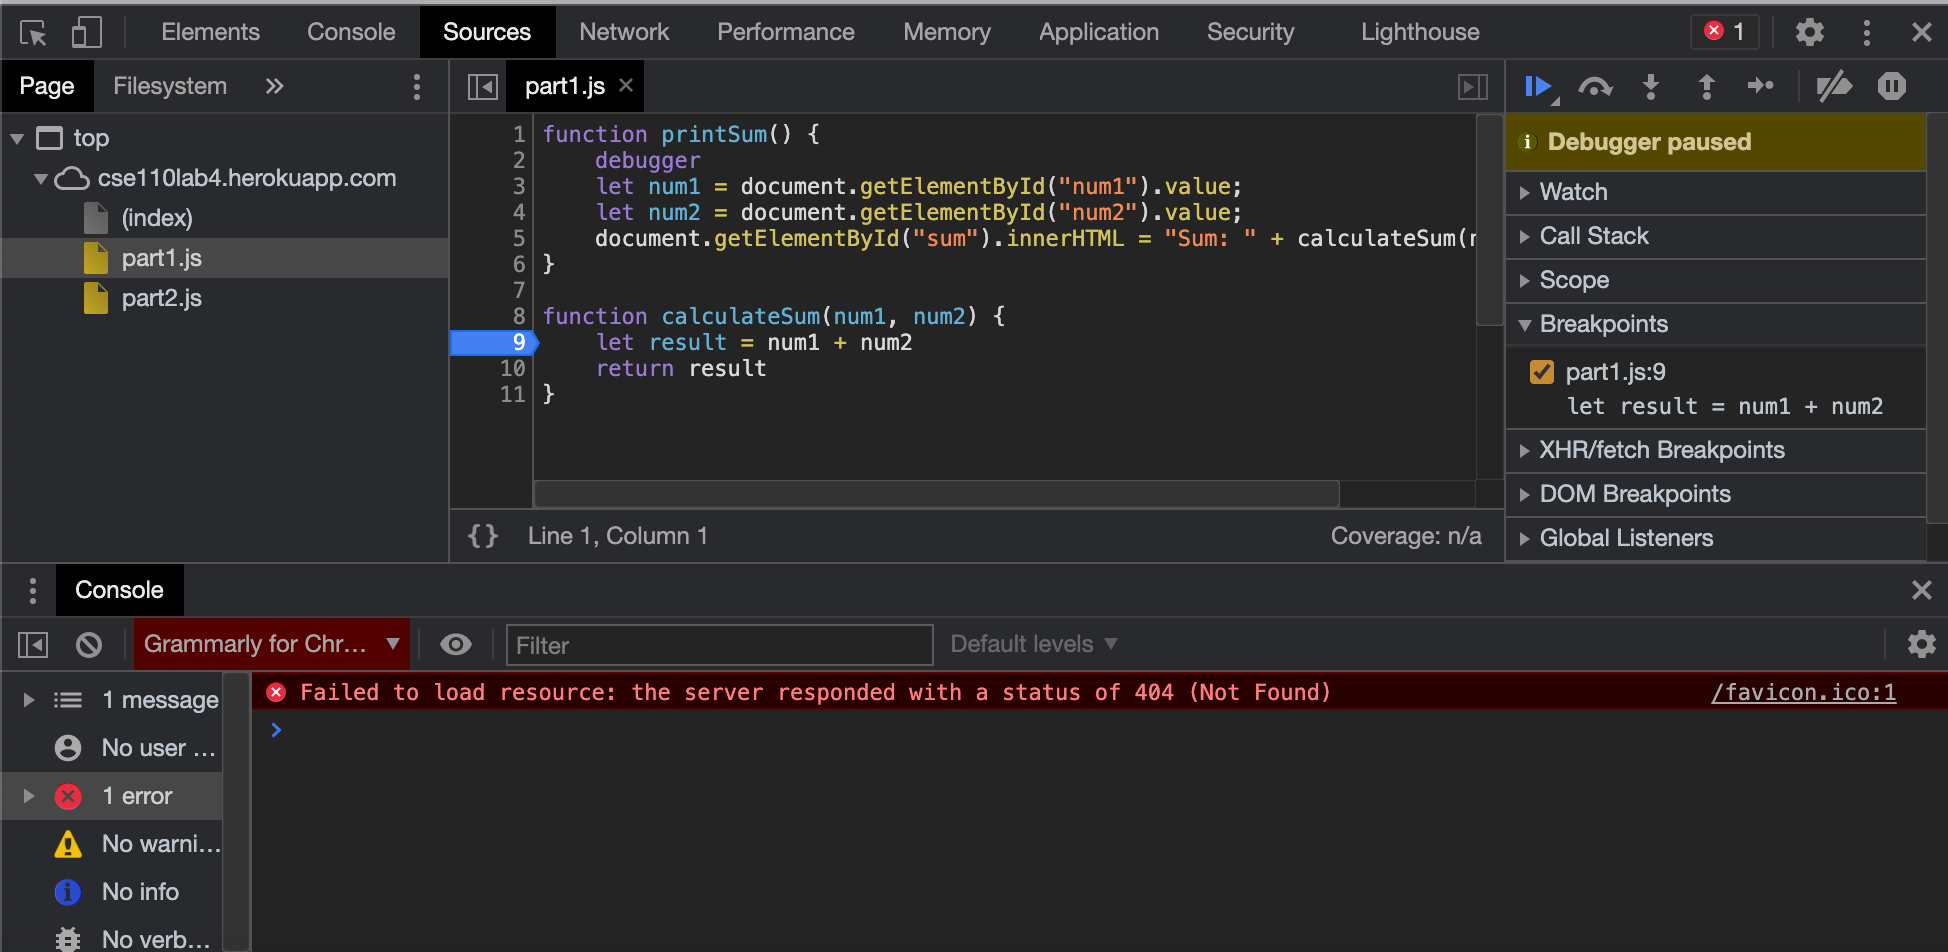 Elements Console Sources Network Performance Memory Application Security Lighthouse 1
Page Filesystem part1.js
top
cse110lab4.herokuapp.com
(index)
part1.js
part2.js
1 function printSum() {
2 debugger
3 let num1 = document.getElementById("num1").value;
4 let num2 = document.getElementById("num2").value;
5 document.getElementById("sum").innerHTML = "Sum: " + calculateSum(n
6 }
7
8 function calculateSum(num1, num2) {
9 let result = num1 + num2
10 return result
11 }
{} Line 1, Column 1 Coverage: n/a
Debugger paused
Watch
Call Stack
Scope
Breakpoints
part1.js:9
let result = num1 + num2
XHR/fetch Breakpoints
DOM Breakpoints
Global Listeners
Console
Grammarly for Chr... Filter Default levels
1 message
No user ...
1 error
No warni...
No info
No verb...
Failed to load resource: the server responded with a status of 404 (Not Found) /favicon.ico:1